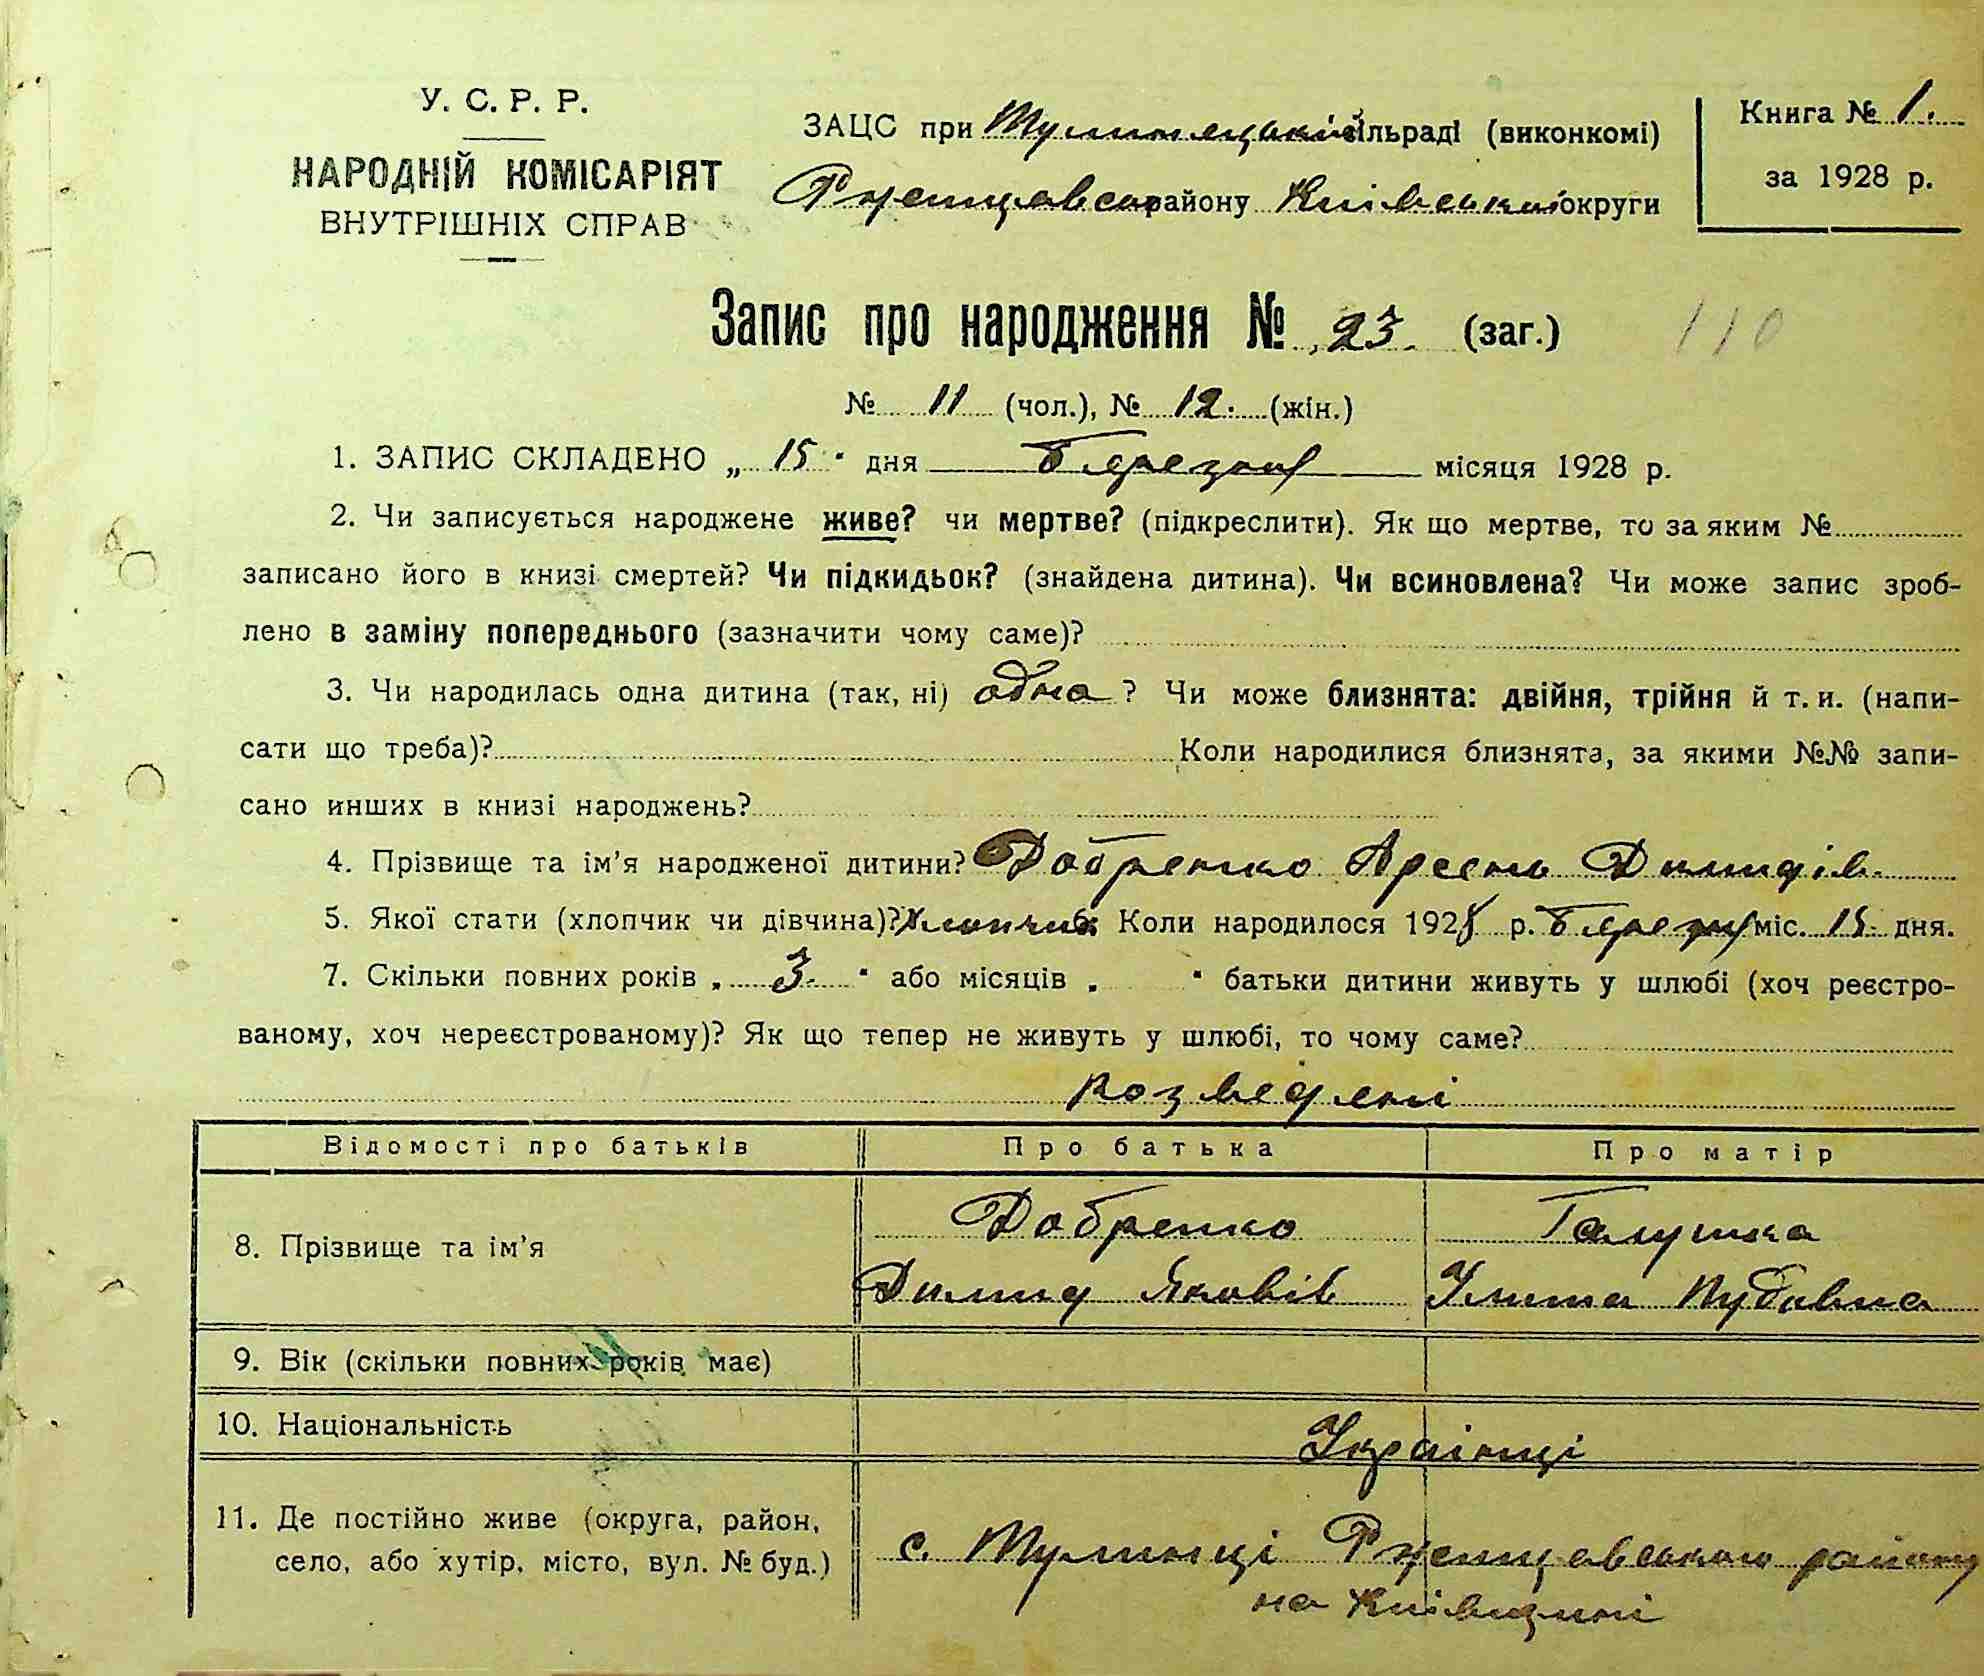 У. С. Р. Р.
НАРОДНІЙ КОМІСАРІЯТ
ВНУТРІШНІХ СПРАВ
ЗАЦС при Тулинецькій сільраді (виконкомі)
району Київської округи
Книга № 1.
за 1928 р.
Запис про народження № 23. (заг.)
110
№ 11 (чол.), № 12. (жін.)
1. ЗАПИС СКЛАДЕНО „ 15 " дня Березня місяця 1928 р.
2. Чи записується народжене живе? чи мертве? (підкреслити). Як що мертве, то за яким №
записано його в книзі смертей? Чи підкидьок? (знайдена дитина). Чи всиновлена? Чи може запис зроб-
лено в заміну попереднього (зазначити чому саме)?
3. Чи народилась одна дитина (так, ні) одна ? Чи може близнята: двійня, трійня й т. и. (напи-
сати що треба)? Коли народилися близнята, за якими №№ запи-
сано инших в книзі народжень?
4. Прізвище та ім’я народженої дитини? Добренко Арсень Димидів.
5. Якої стати (хлопчик чи дівчина)? Хлопчик Коли народилося 1928 р. Березня міс. 15. дня.
7. Скільки повних років „ 3. " або місяців „ " батьки дитини живуть у шлюбі (хоч реєстро-
ваному, хоч нереєстрованому)? Як що тепер не живуть у шлюбі, то чому саме?
розведені
Відомості про батьків Про батька Про матір
8. Прізвище та ім’я Добренко Галушка
Димид Яковів Улита
9. Вік (скільки повних років має)
10. Національність Українці
11. Де постійно живе (округа, район, село, або хутір, місто, вул. № буд.)
с. Тулинці Ржищевського району
на Київщині